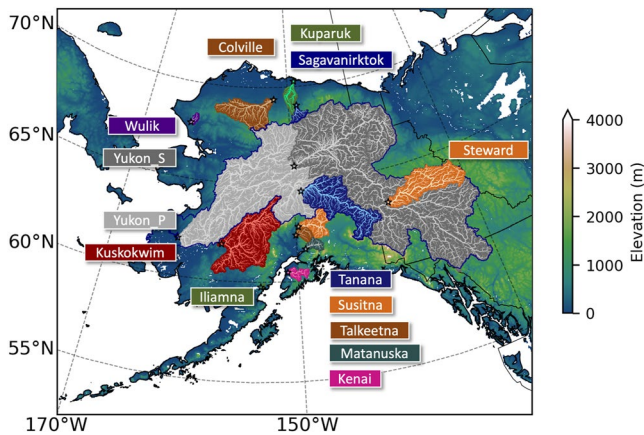 70°N
Kuparuk
Colville
Sagavanirktok
65°N
Wulik
Yukon_S
Steward
60°N
Yukon_P
Kuskokwim
Iliamna
Tanana
Susitna
Talkeetna
Matanuska
Kenai
55°N
170°W
150°W
4000
3000
2000
1000
0
Elevation (m)